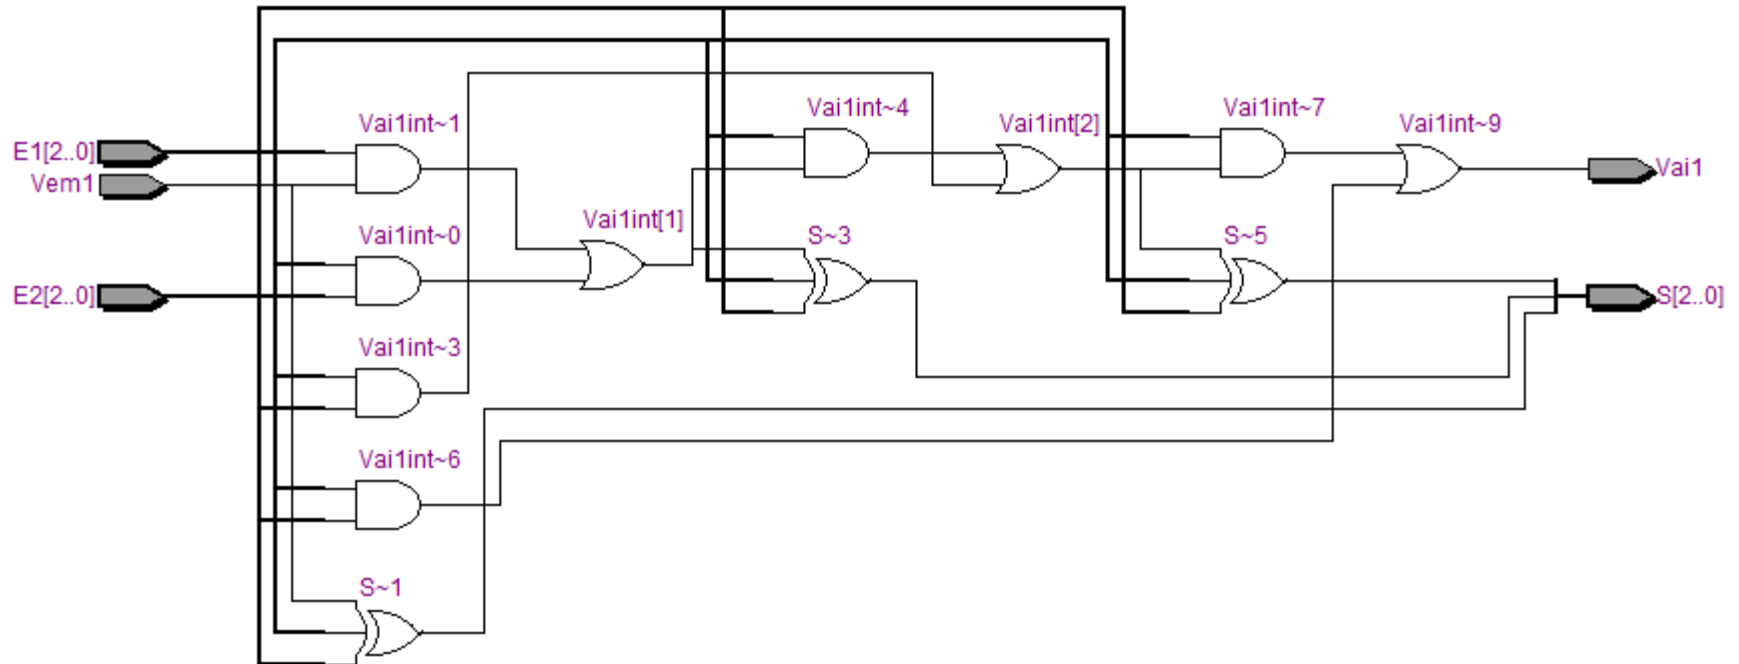 Vai1int~1
Vai1int~4
Vai1int[2]
Vai1int~7
Vai1int~9
E1[2..0]
Vem1
Vai1
Vai1int~0
Vai1int[1]
S~3
S~5
E2[2..0]
S[2..0]
Vai1int~3
Vai1int~6
S~1